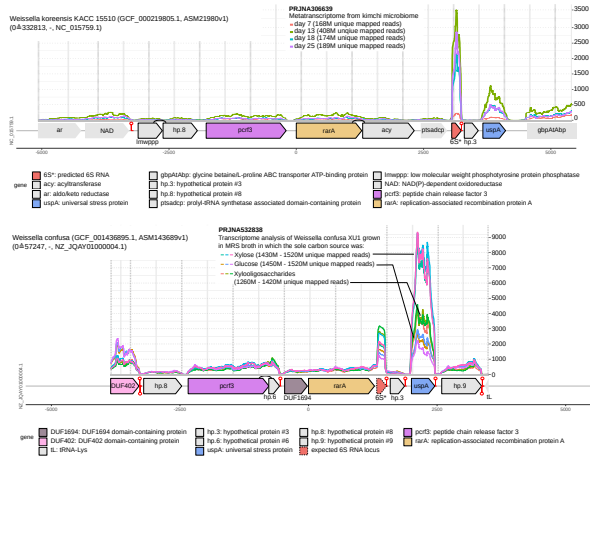 Weissella koreensis KACC 15510 (GCF_000219805.1, ASM21980v1)
(0≙332813, -, NC_015759.1)
PRJNA306639
Metatranscriptome from kimchi microbiome
day 7 (168M unique mapped reads)
day 13 (408M unique mapped reads)
day 18 (174M unique mapped reads)
day 25 (189M unique mapped reads)
3500
3000
2500
2000
1500
1000
500
0
NC_015759.1
ar
NAD
lmwppp
hp.8
pcrf3
rarA
acy
ptsadcp
6S*
hp.3
uspA
gbpAtAbp
-5000
-2500
0
2500
5000
gene
6S*: predicted 6S RNA
acy: acyltransferase
ar: aldo/keto reductase
uspA: universal stress protein
gbpAtAbp: glycine betaine/L-proline ABC transporter ATP-binding protein
hp.3: hypothetical protein #3
hp.8: hypothetical protein #8
ptsadcp: prolyl-tRNA synthetase associated domain-containing protein
lmwppp: low molecular weight phosphotyrosine protein phosphatase
NAD: NAD(P)-dependent oxidoreductase
pcrf3: peptide chain release factor 3
rarA: replication-associated recombination protein A
Weissella confusa (GCF_001436895.1, ASM143689v1)
(0≙57247, -, NZ_JQAY01000004.1)
PRJNA532838
Transcriptome analysis of Weissella confusa XU1 grown
in MRS broth in which the sole carbon source was:
Xylose (1430M - 1520M unique mapped reads)
Glucose (1450M - 1520M unique mapped reads)
Xylooligosaccharides
(1260M - 1420M unique mapped reads)
9000
8000
7000
6000
5000
4000
3000
2000
1000
0
NZ_JQAY01000004.1
DUF402
hp.8
pcrf3
hp.6
DUF1694
rarA
6S*
hp.3
uspA
hp.9
tL
-5000
-2500
0
2500
5000
gene
DUF1694: DUF1694 domain-containing protein
DUF402: DUF402 domain-containing protein
tL: tRNA-Lys
hp.3: hypothetical protein #3
hp.6: hypothetical protein #6
uspA: universal stress protein
hp.8: hypothetical protein #8
hp.9: hypothetical protein #9
expected 6S RNA locus
pcrf3: peptide chain release factor 3
rarA: replication-associated recombination protein A